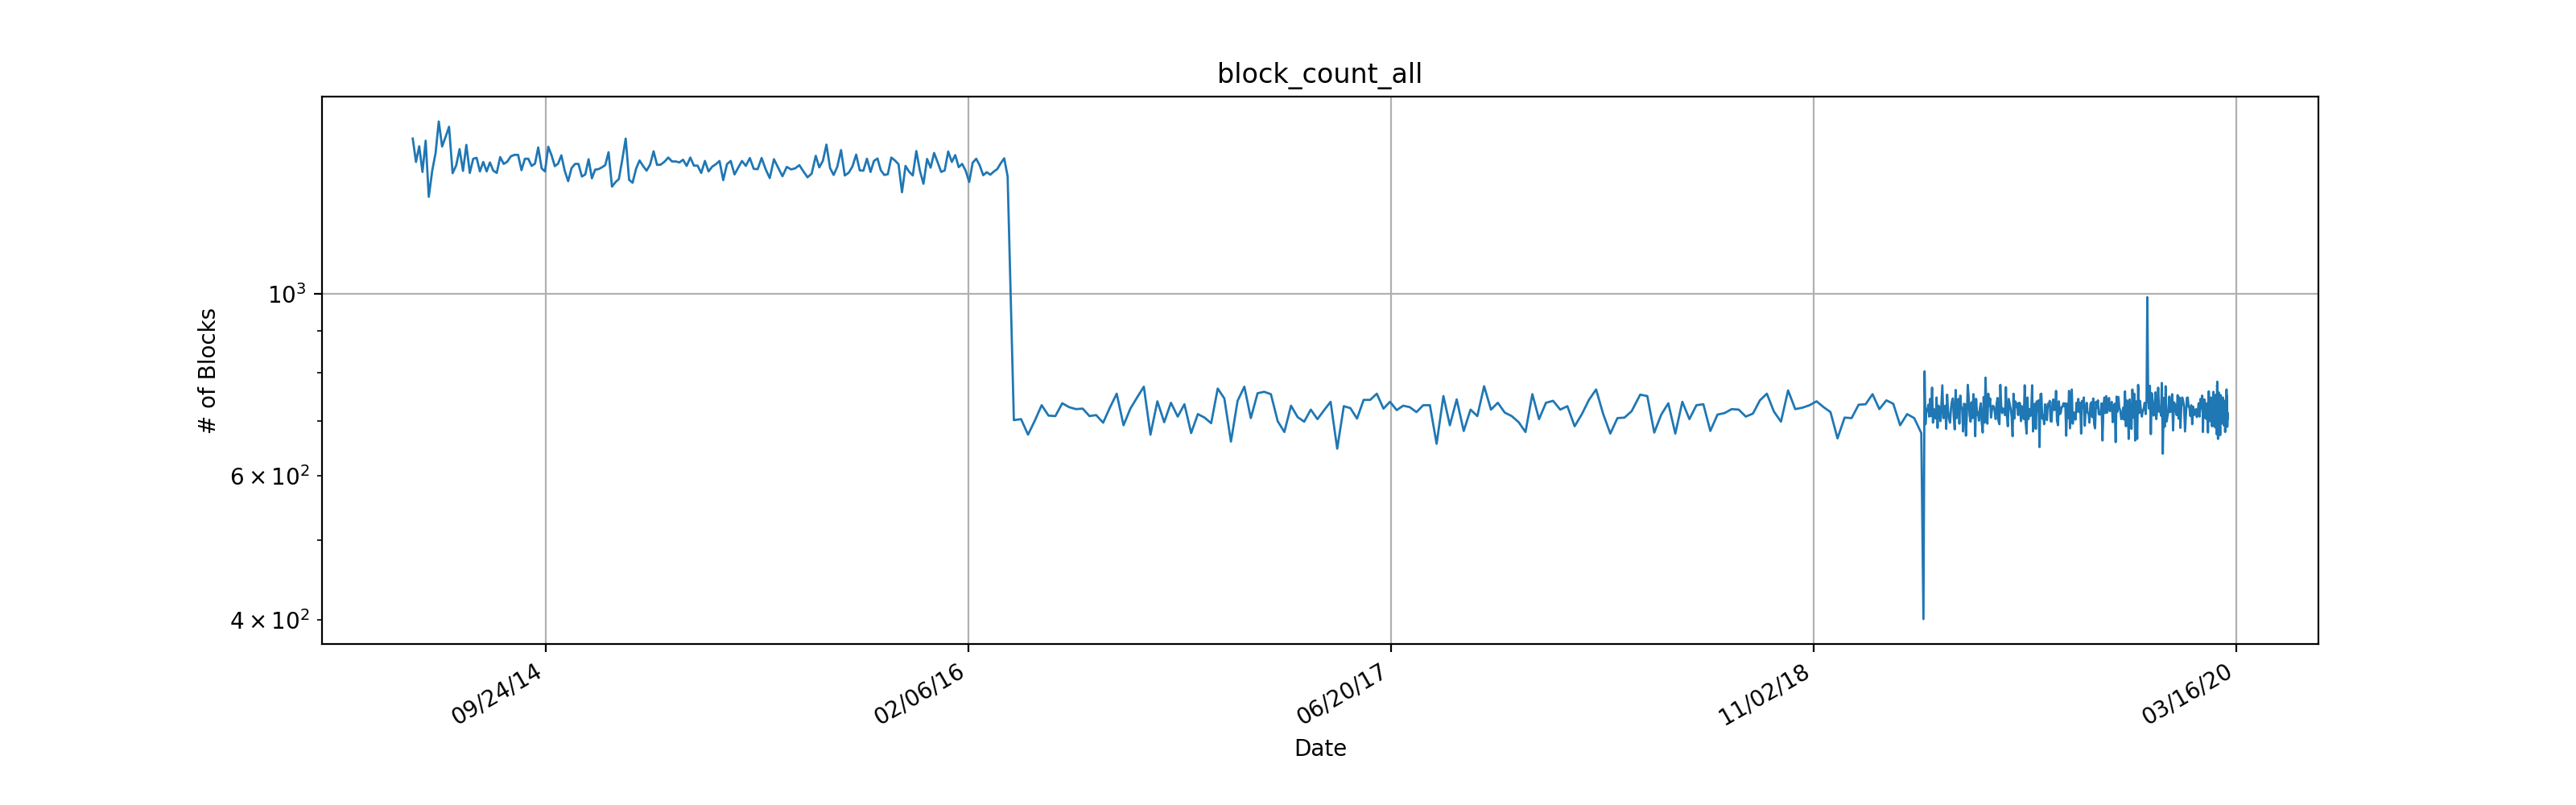 block_count_all
# of Blocks
10³
6 × 10²
4 × 10²
09/24/14
02/06/16
06/20/17
11/02/18
03/16/20
Date